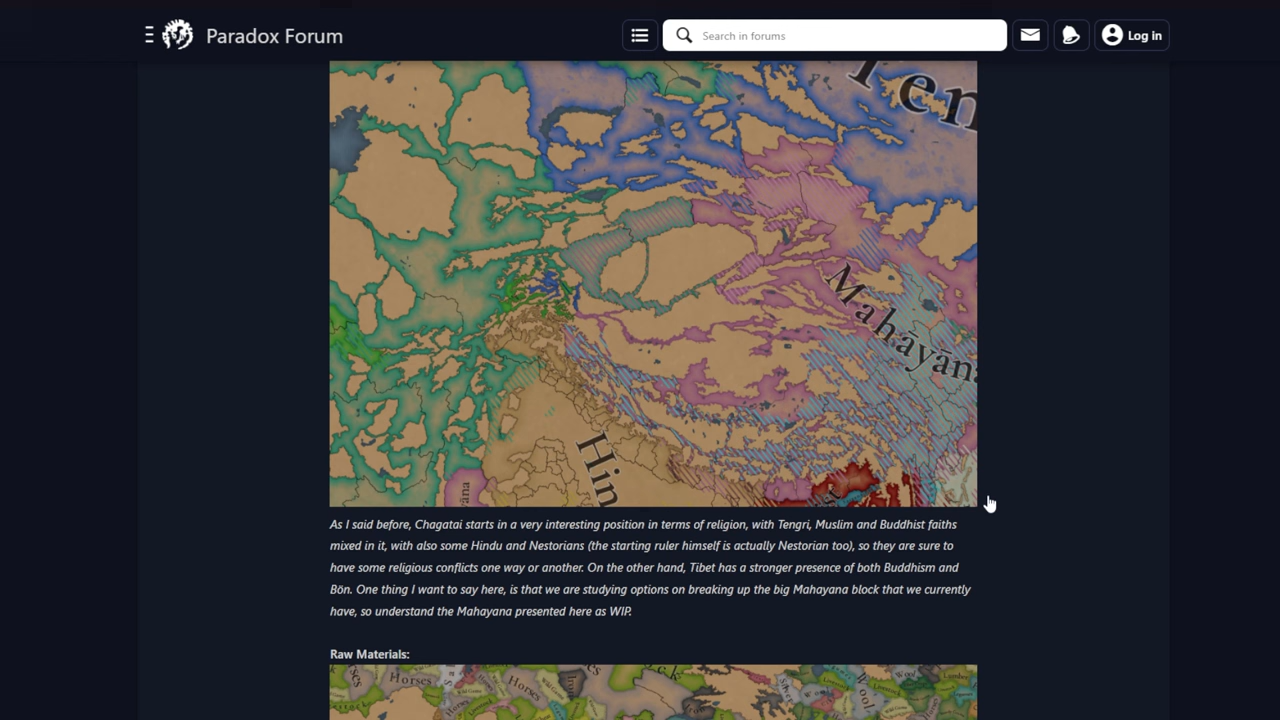 Paradox Forum
Search in forums
Log in
Ten
Mahāyān
Hin
āna
As I said before, Chagatai starts in a very interesting position in terms of religion, with Tengri, Muslim and Buddhist faiths
mixed in it, with also some Hindu and Nestorians (the starting ruler himself is actually Nestorian too), so they are sure to
have some religious conflicts one way or another. On the other hand, Tibet has a stronger presence of both Buddhism and
Bön. One thing I want to say here, is that we are studying options on breaking up the big Mahayana block that we currently
have, so understand the Mahayana presented here as WIP.
Raw Materials:
Horses
Horses
Iron
Wool
Wool
Horses